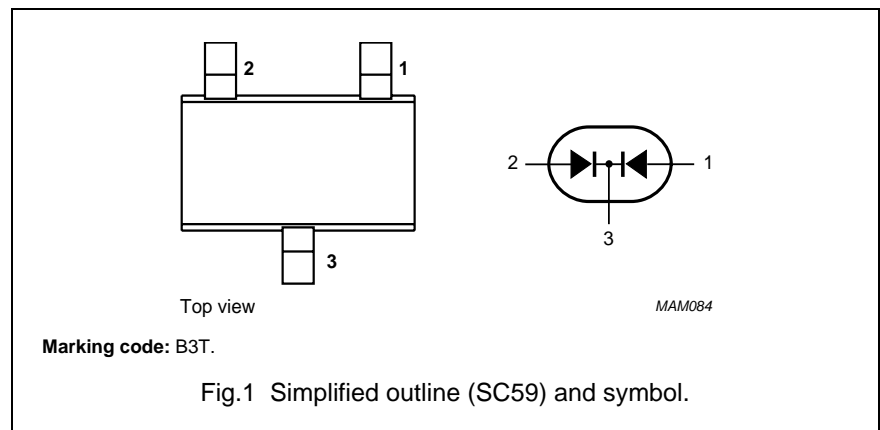 2
1
3
2
1
3
Top view
MAM084
Marking code: B3T.
Fig.1 Simplified outline (SC59) and symbol.